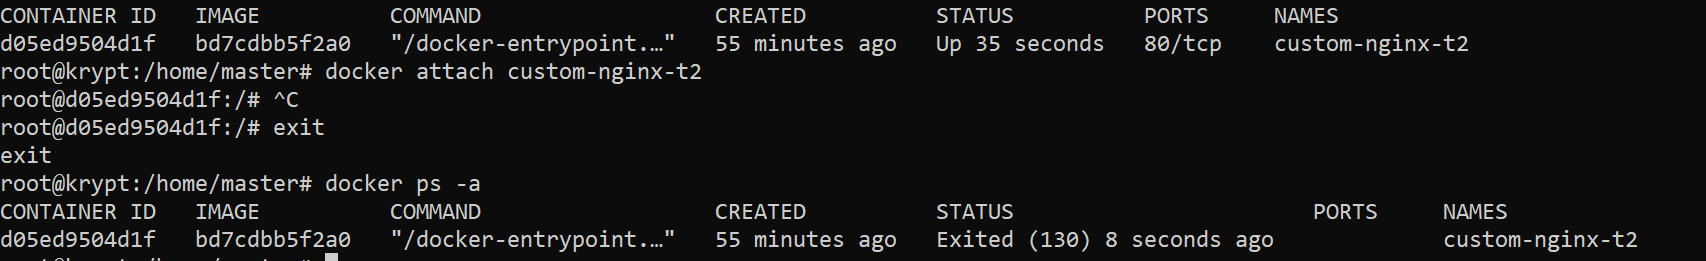 CONTAINER ID   IMAGE          COMMAND                  CREATED          STATUS          PORTS     NAMES
d05ed9504d1f   bd7cdbb5f2a0   "/docker-entrypoint.…"   55 minutes ago   Up 35 seconds   80/tcp    custom-nginx-t2
root@krypt:/home/master# docker attach custom-nginx-t2
root@d05ed9504d1f:/# ^C
root@d05ed9504d1f:/# exit
exit
root@krypt:/home/master# docker ps -a
CONTAINER ID   IMAGE          COMMAND                  CREATED          STATUS                       PORTS     NAMES
d05ed9504d1f   bd7cdbb5f2a0   "/docker-entrypoint.…"   55 minutes ago   Exited (130) 8 seconds ago             custom-nginx-t2